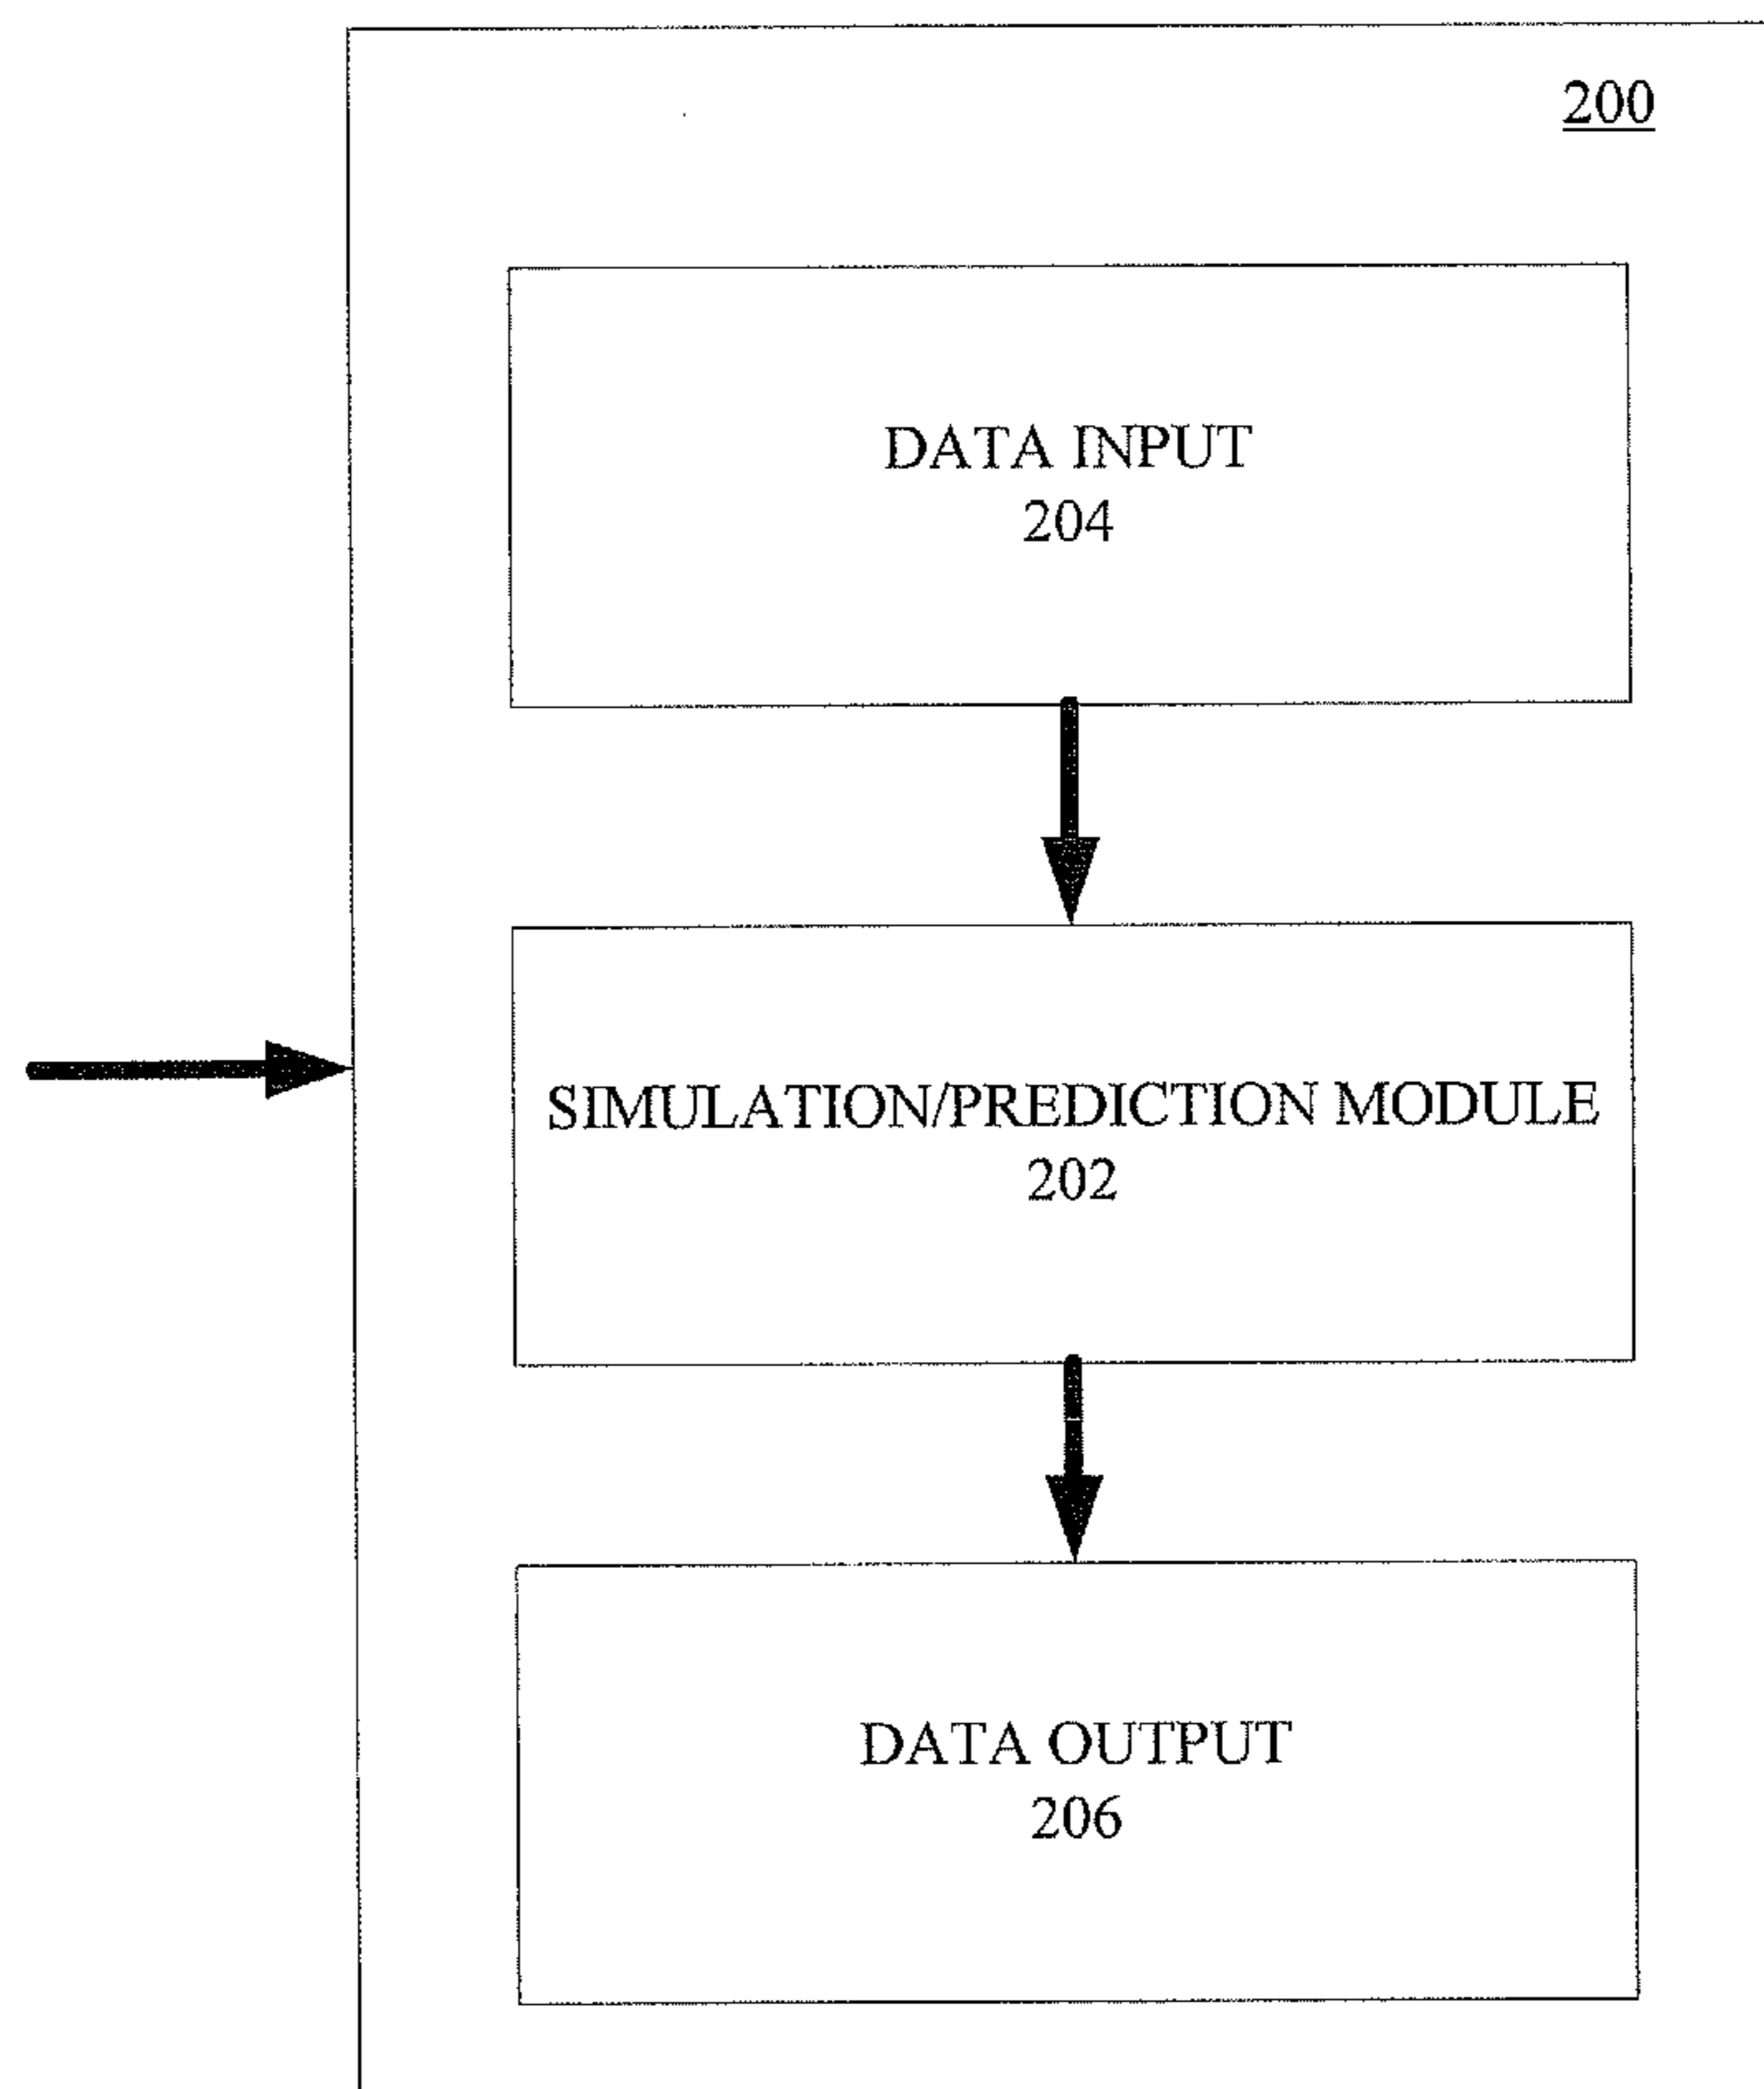 200
DATA INPUT
204
SIMULATION/PREDICTION MODULE
202
DATA OUTPUT
206